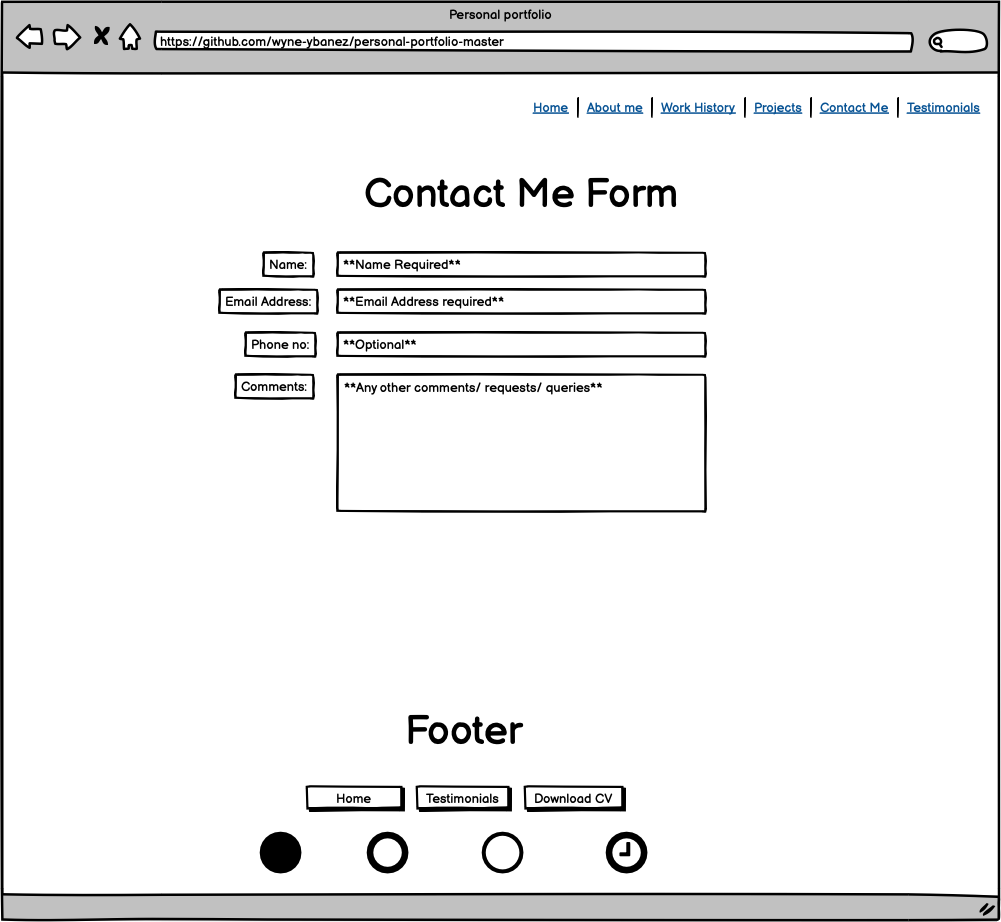 Personal portfolio
https://github.com/wyne-ybanez/personal-portfolio-master
Home About me Work History Projects Contact Me Testimonials
Contact Me Form
Name: **Name Required**
Email Address: **Email Address required**
Phone no: **Optional**
Comments: **Any other comments/ requests/ queries**
Footer
Home Testimonials Download CV